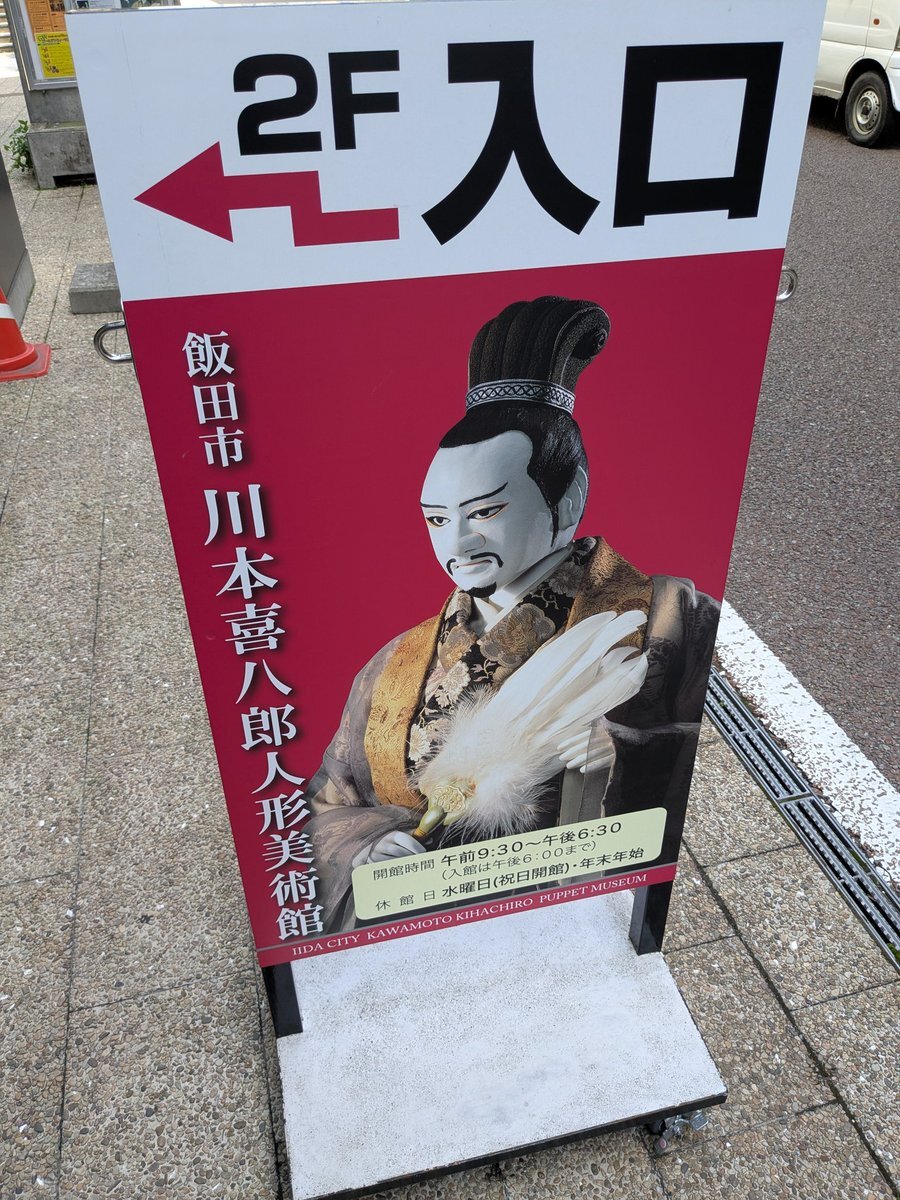 2F 入口
飯田市 川本喜八郎人形美術館
開館時間 午前9:30～午後6:30
(入館は午後6:00まで)
休館日 水曜日(祝日開館)・年末年始
IIDA CITY KAWAMOTO KIHACHIRO PUPPET MUSEUM